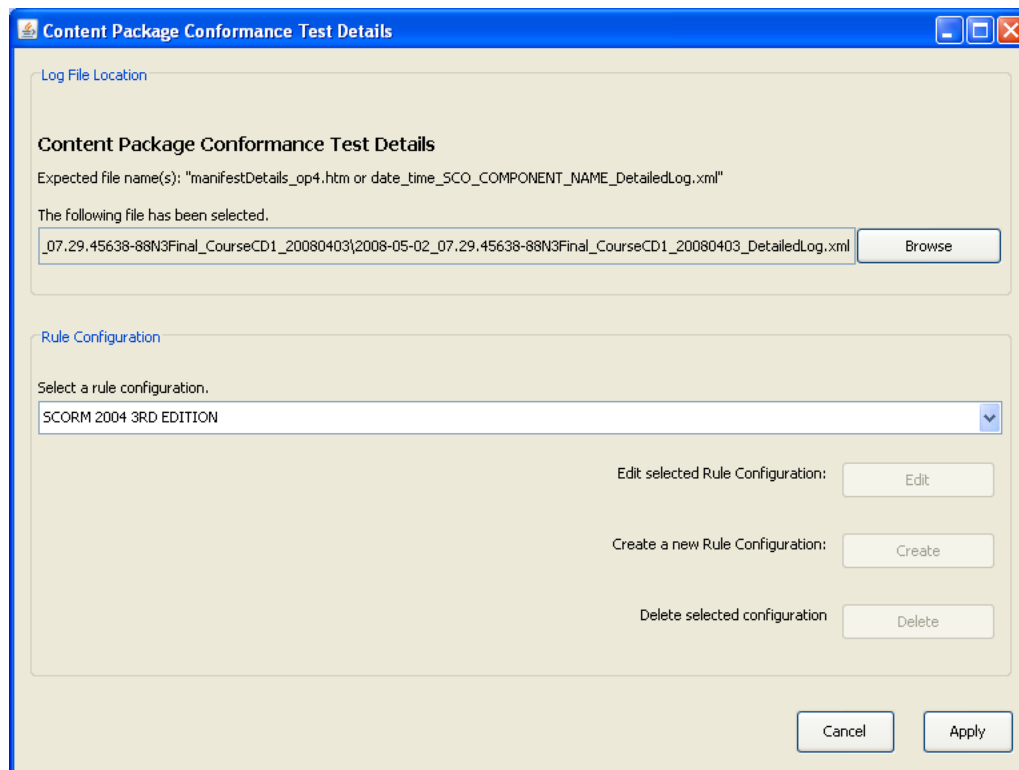 Content Package Conformance Test Details
Log File Location
Content Package Conformance Test Details
Expected file name(s): "manifestDetails_op4.htm or date_time_SCO_COMPONENT_NAME_DetailedLog.xml"
The following file has been selected.
_07.29.45638-88N3Final_CourseCD1_20080403\2008-05-02_07.29.45638-88N3Final_CourseCD1_20080403_DetailedLog.xml Browse
Rule Configuration
Select a rule configuration.
SCORM 2004 3RD EDITION
Edit selected Rule Configuration: Edit
Create a new Rule Configuration: Create
Delete selected configuration Delete
Cancel Apply